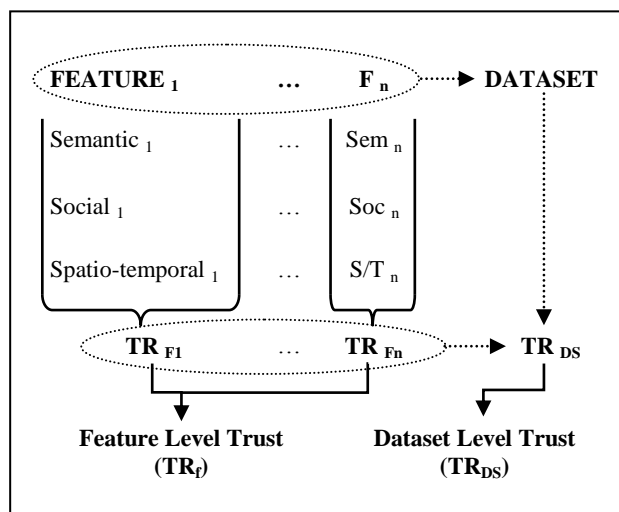 FEATURE 1 … F n DATASET
Semantic 1 … Sem n
Social 1 … Soc n
Spatio-temporal 1 … S/T n
TR F1 … TR Fn TR DS
Feature Level Trust Dataset Level Trust
(TRf) (TRDS)